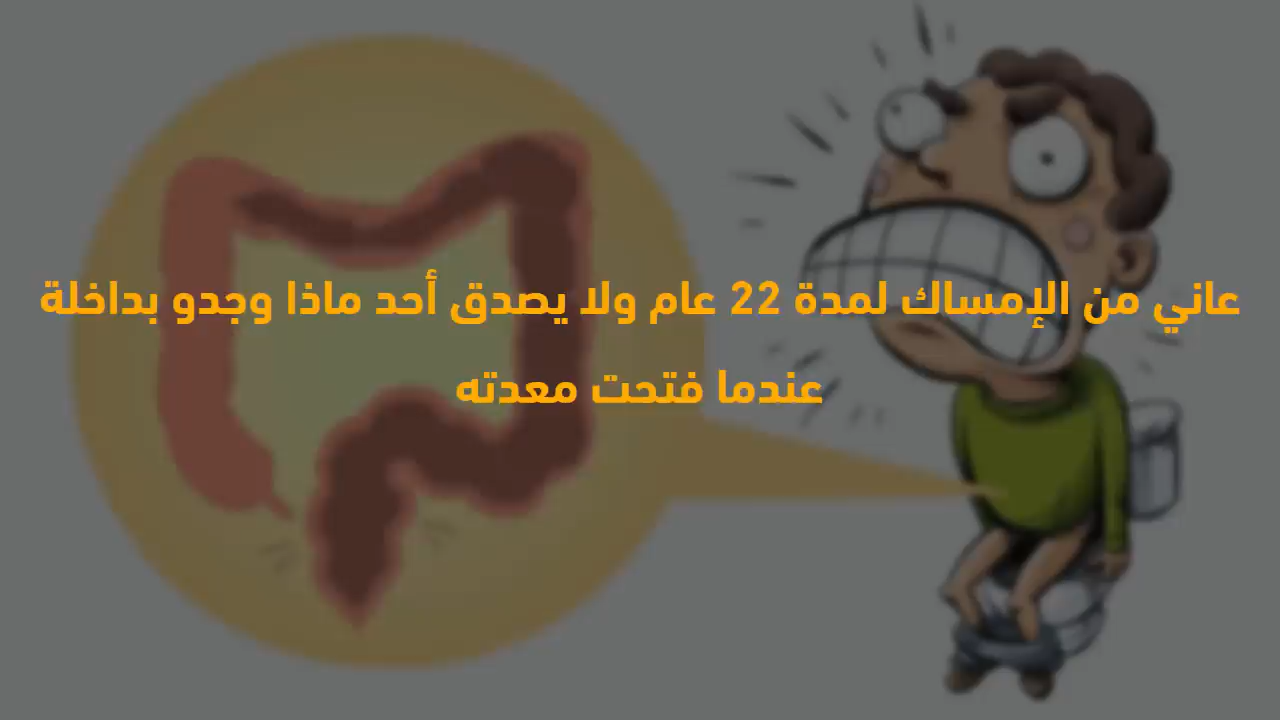 عاني من الإمساك لمدة 22 عام ولا يصدق أحد ماذا وجدو بداخلة
عندما فتحت معدته